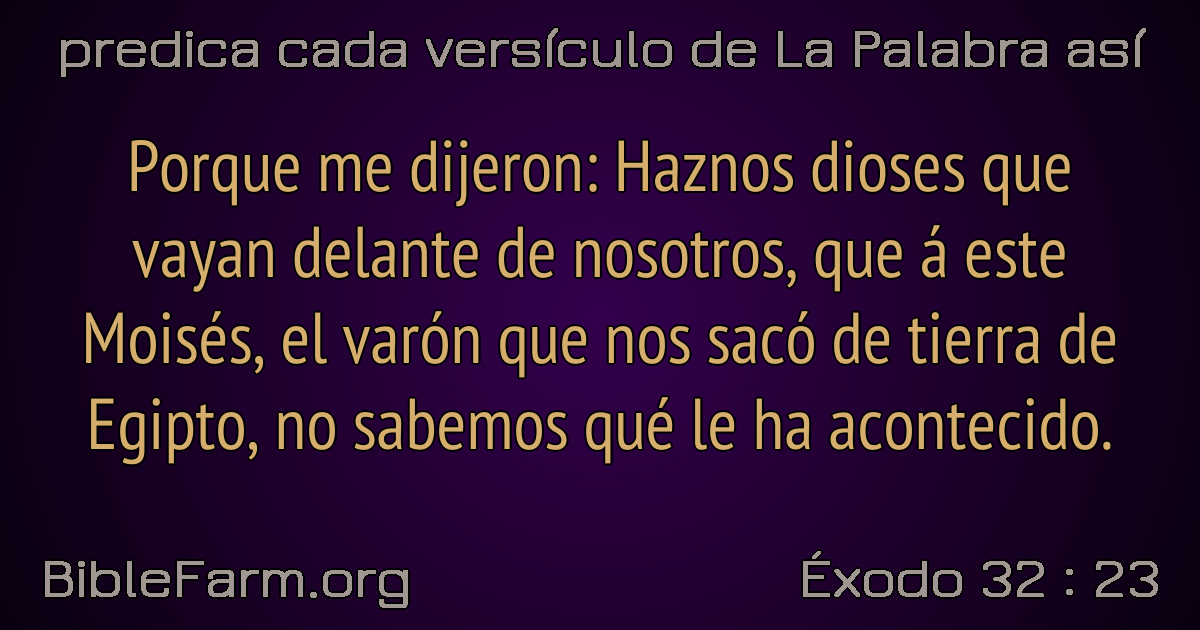 predica cada versículo de La Palabra así
Porque me dijeron: Haznos dioses que
vayan delante de nosotros, que á este
Moisés, el varón que nos sacó de tierra de
Egipto, no sabemos qué le ha acontecido.
BibleFarm.org
Éxodo 32 : 23